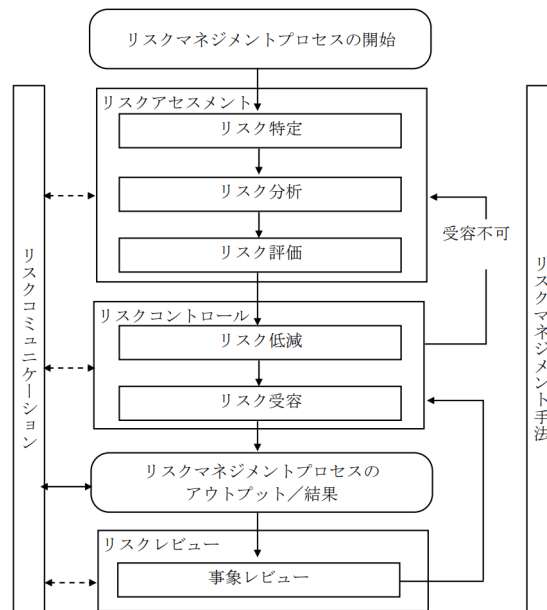 リスクマネジメントプロセスの開始
リスクアセスメント
リスク特定
リスク分析
リスク評価
受容不可
リスクコントロール
リスク低減
リスク受容
リスクマネジメントプロセスの
アウトプット/結果
リスクレビュー
事象レビュー
リスクコミュニケーション
リスクマネジメント手法